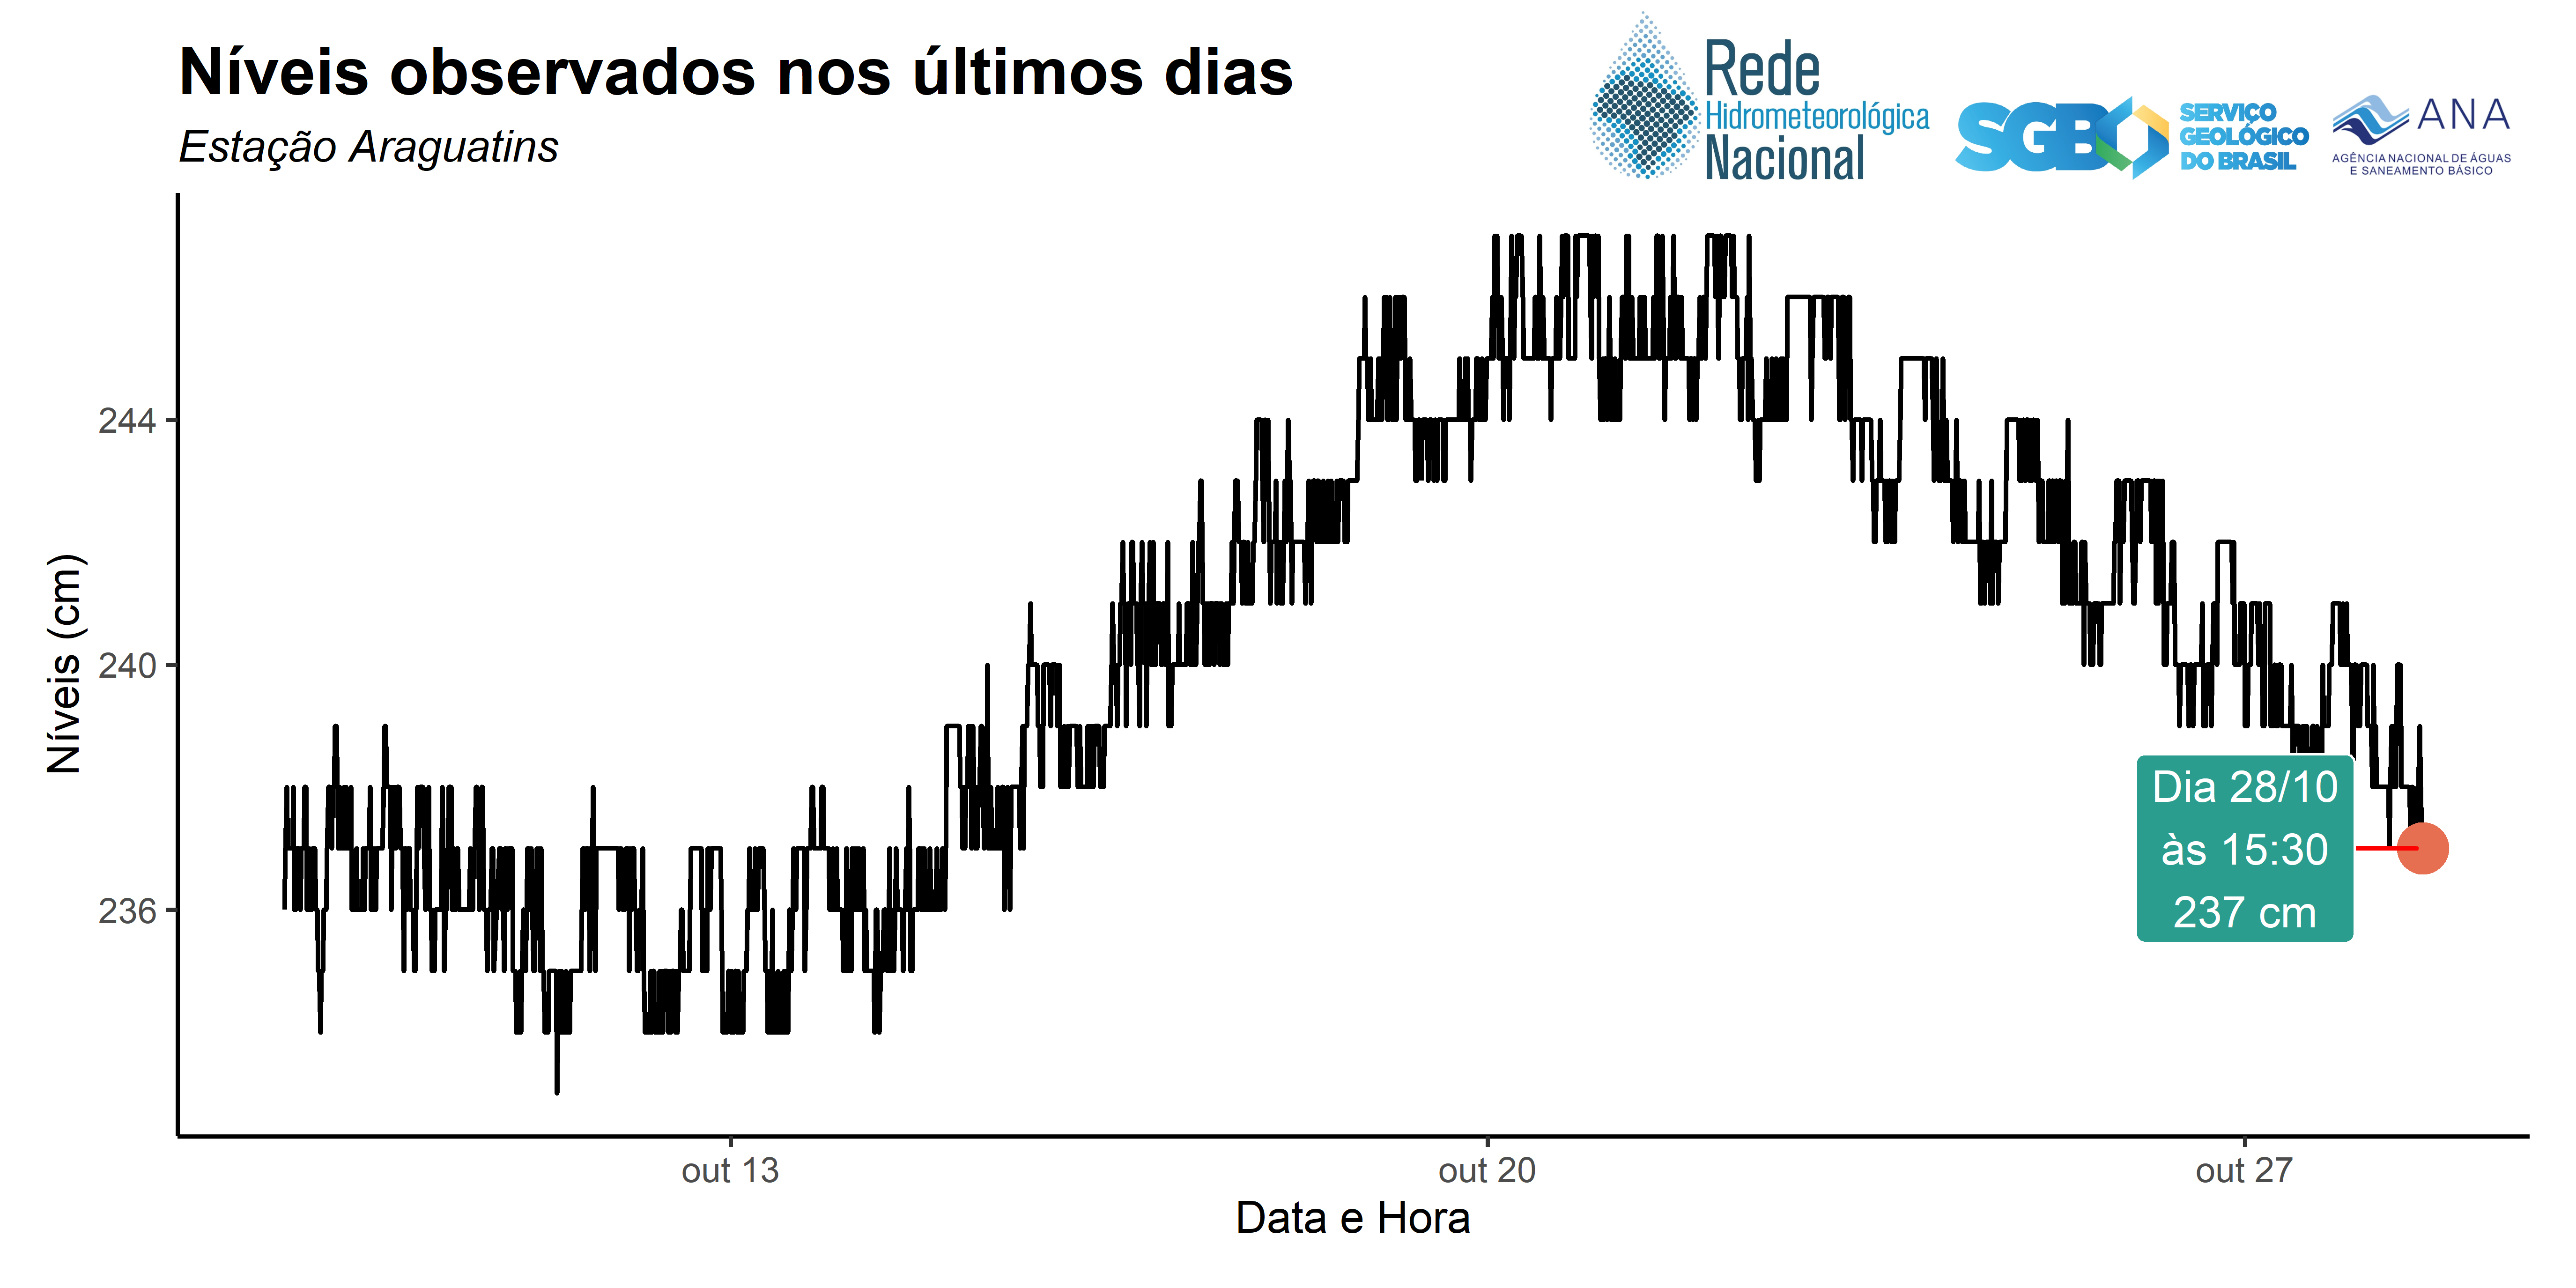 Níveis observados nos últimos dias
Estação Araguatins
Rede
Hidrometeorológica
Nacional
SGB
SERVIÇO
GEOLÓGICO
DO BRASIL
ANA
AGÊNCIA NACIONAL DE ÁGUAS
E SANEAMENTO BÁSICO
Níveis (cm)
244
240
236
Dia 28/10
às 15:30
237 cm
out 13
out 20
out 27
Data e Hora